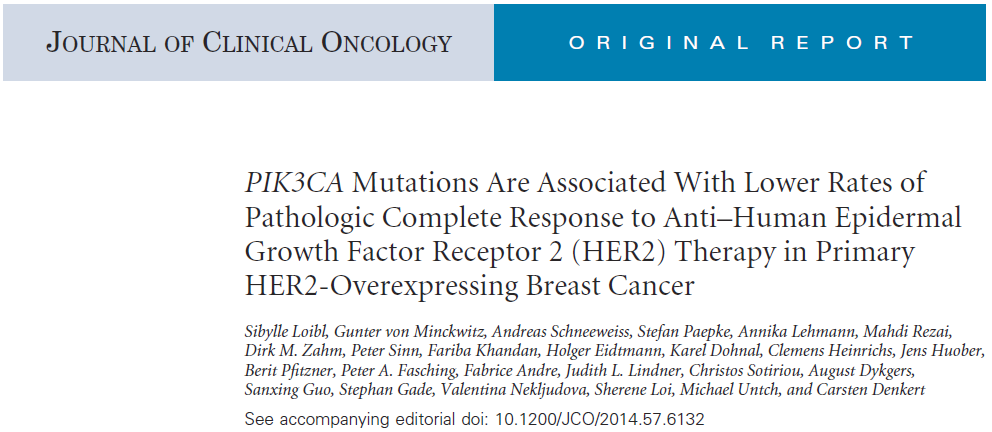 JOURNAL OF CLINICAL ONCOLOGY
ORIGINAL REPORT
PIK3CA Mutations Are Associated With Lower Rates of
Pathologic Complete Response to Anti–Human Epidermal
Growth Factor Receptor 2 (HER2) Therapy in Primary
HER2-Overexpressing Breast Cancer
Sibylle Loibl, Gunter von Minckwitz, Andreas Schneeweiss, Stefan Paepke, Annika Lehmann, Mahdi Rezai,
Dirk M. Zahm, Peter Sinn, Fariba Khandan, Holger Eidtmann, Karel Dohnal, Clemens Heinrichs, Jens Huober,
Berit Pfitzner, Peter A. Fasching, Fabrice Andre, Judith L. Lindner, Christos Sotiriou, August Dykgers,
Sanxing Guo, Stephan Gade, Valentina Nekljudova, Sherene Loi, Michael Untch, and Carsten Denkert
See accompanying editorial doi: 10.1200/JCO/2014.57.6132